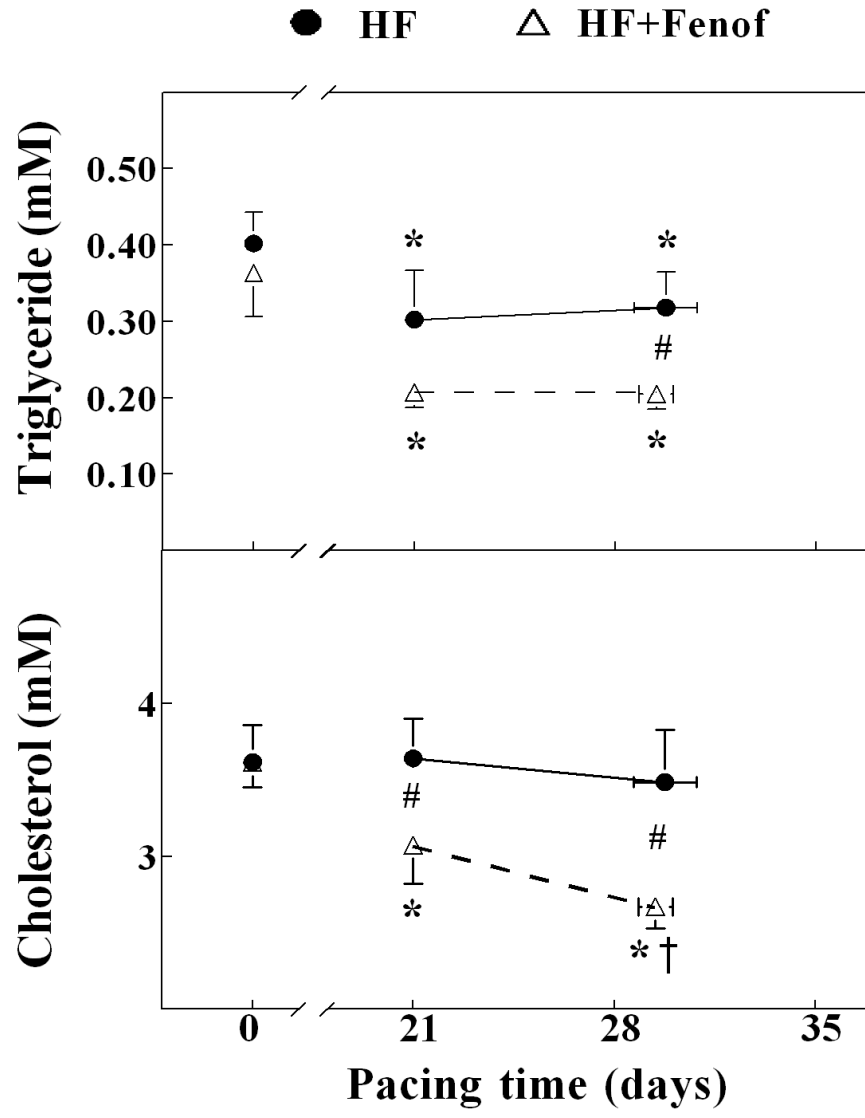 HF HF+Fenof
Triglyceride (mM)
0.50
0.40
* *
0.30
#
0.20
* *
0.10
Cholesterol (mM)
4
# #
3
*
* †
0 21 28 35
Pacing time (days)